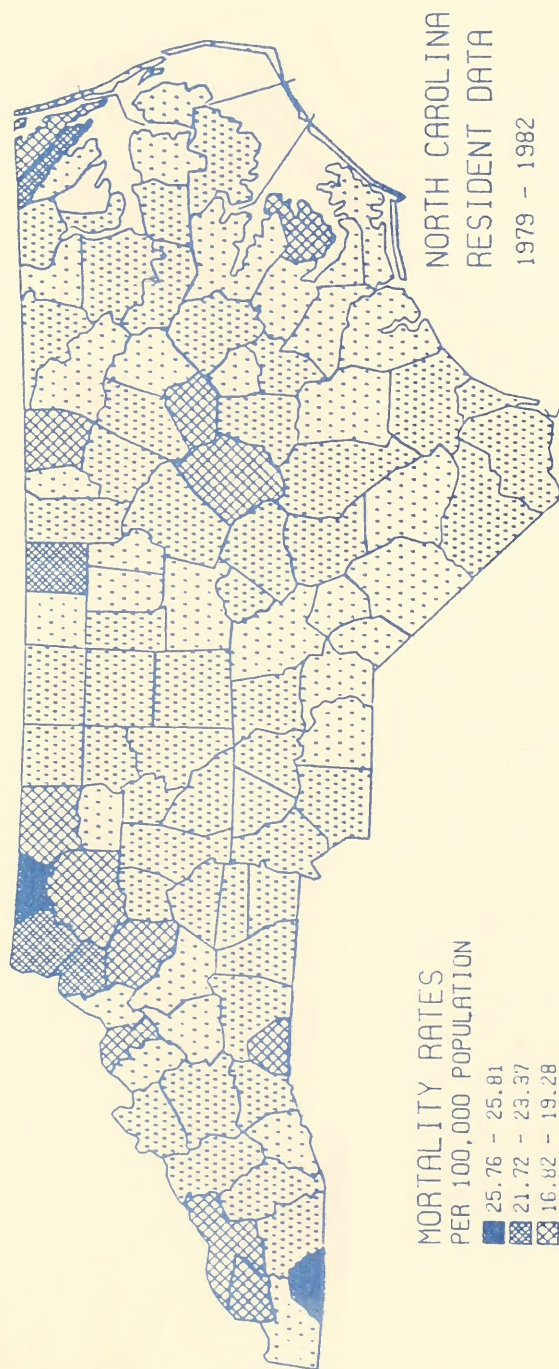 NORTH CAROLINA
RESIDENT DATA
1979 - 1982
MORTALITY RATES
PER 100,000 POPULATION
25.76 - 25.81
21.72 - 23.37
16.82 - 19.28